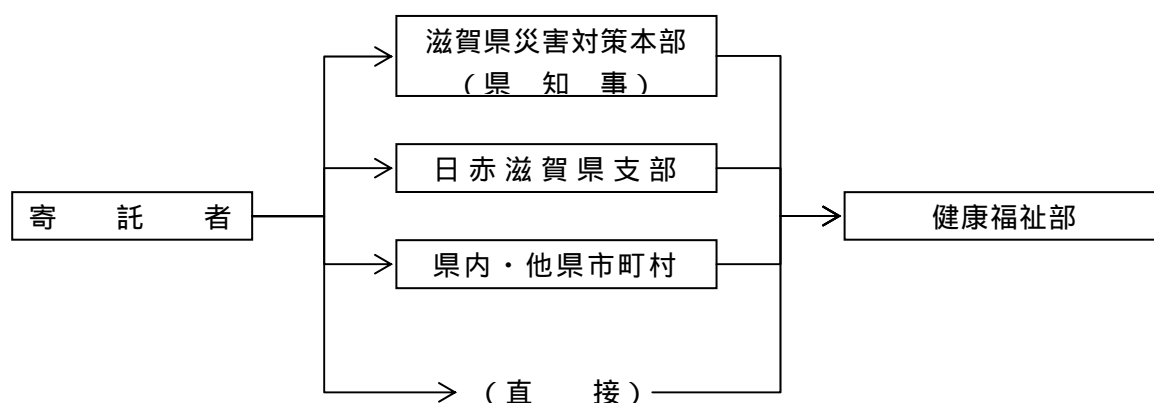 滋賀県災害対策本部
(県 知 事)
日赤滋賀県支部
寄 託 者
健康福祉部
県内・他県市町村
(直 接)